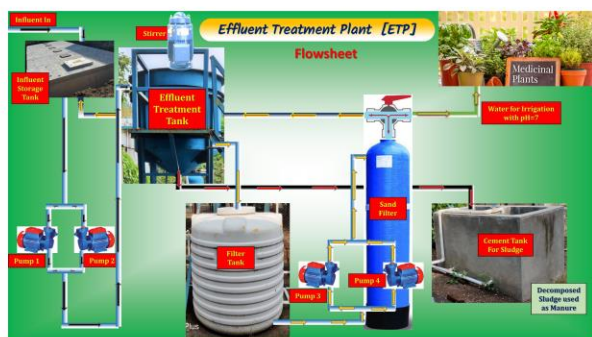 Influent In
Stirrer
Effluent Treatment Plant [ETP]
Flowsheet
Influent
Storage
Tank
Effluent
Treatment
Tank
Medicinal
Plants
Water for Irrigation
with pH=7
Sand
Filter
Pump 1
Pump 2
Filter
Tank
Pump 3
Pump 4
Cement Tank
For Sludge
Decomposed
Sludge used
as Manure
Plus